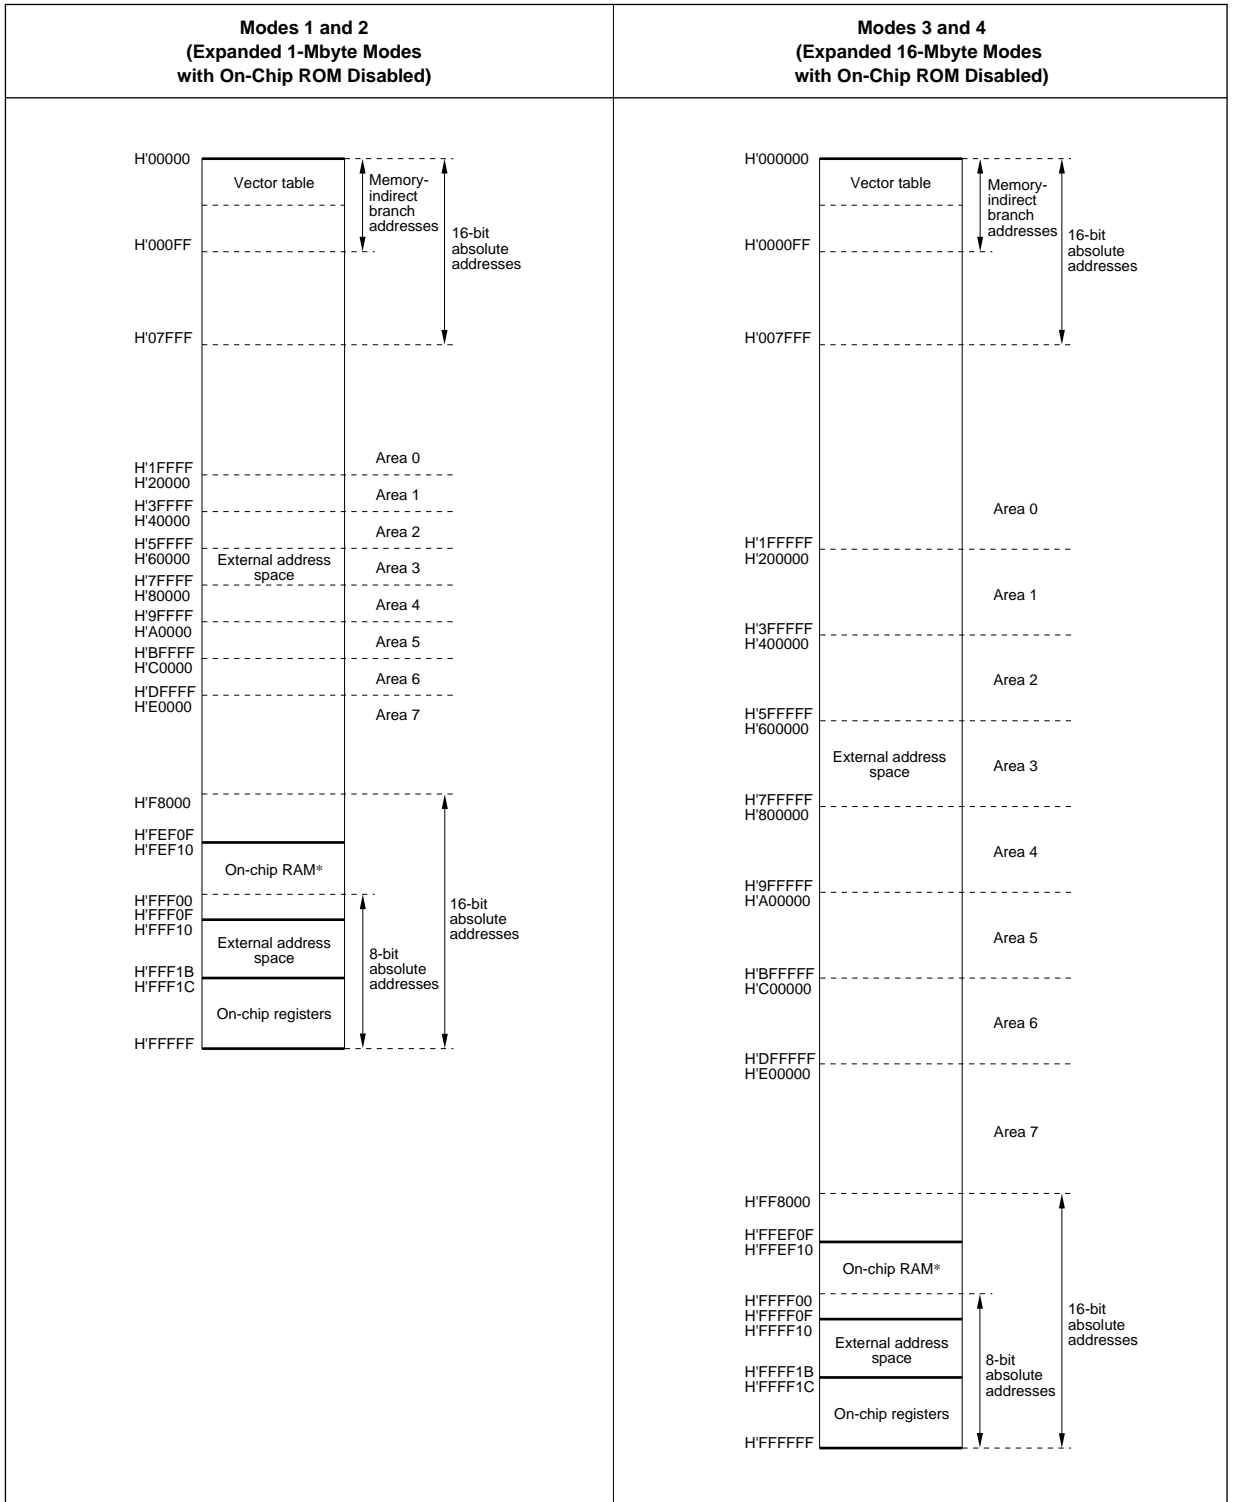 Modes 1 and 2
(Expanded 1-Mbyte Modes
with On-Chip ROM Disabled)
H'00000
Vector table
Memory-
indirect
branch
addresses
H'000FF
16-bit
absolute
addresses
H'07FFF
Area 0
H'1FFFF
H'20000
Area 1
H'3FFFF
H'40000
Area 2
H'5FFFF
H'60000
External address
space
Area 3
H'7FFFF
H'80000
Area 4
H'9FFFF
H'A0000
Area 5
H'BFFFF
H'C0000
Area 6
H'DFFFF
H'E0000
Area 7
H'F8000
H'FEF0F
H'FEF10
On-chip RAM*
H'FFF00
H'FFF0F
H'FFF10
16-bit
absolute
addresses
External address
space
8-bit
absolute
addresses
H'FFF1B
H'FFF1C
On-chip registers
H'FFFFF
Modes 3 and 4
(Expanded 16-Mbyte Modes
with On-Chip ROM Disabled)
H'000000
Vector table
Memory-
indirect
branch
addresses
H'0000FF
16-bit
absolute
addresses
H'007FFF
Area 0
H'1FFFFF
H'200000
Area 1
H'3FFFFF
H'400000
Area 2
H'5FFFFF
H'600000
External address
space
Area 3
H'7FFFFF
H'800000
Area 4
H'9FFFFF
H'A00000
Area 5
H'BFFFFF
H'C00000
Area 6
H'DFFFFF
H'E00000
Area 7
H'FF8000
H'FFEF0F
H'FFEF10
On-chip RAM*
H'FFFF00
H'FFFF0F
H'FFFF10
16-bit
absolute
addresses
External address
space
8-bit
absolute
addresses
H'FFFF1B
H'FFFF1C
On-chip registers
H'FFFFFF